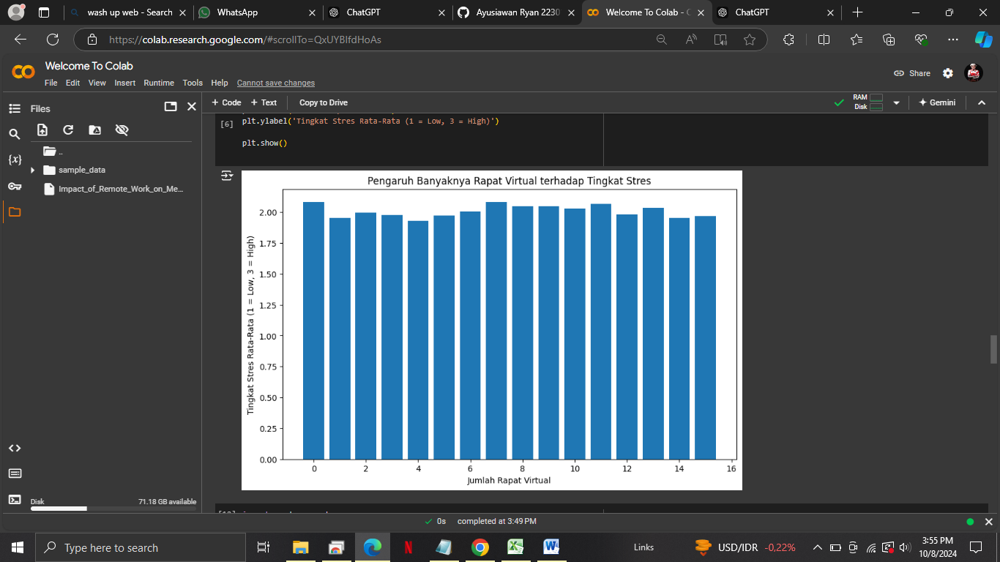 wash up web - Search
WhatsApp
ChatGPT
Ayusiawan Ryan 2230
Welcome To Colab - C
ChatGPT
https://colab.research.google.com/#scrollTo=QxUYBIfdHoAs
Welcome To Colab
File Edit View Insert Runtime Tools Help Cannot save changes
Share
Files
+ Code + Text Copy to Drive
RAM
Disk
Gemini
..
sample_data
Impact_of_Remote_Work_on_Me...
{x}
[6]
plt.ylabel('Tingkat Stres Rata-Rata (1 = Low, 3 = High)')
plt.show()
Pengaruh Banyaknya Rapat Virtual terhadap Tingkat Stres
Tingkat Stres Rata-Rata (1 = Low, 3 = High)
2.00
1.75
1.50
1.25
1.00
0.75
0.50
0.25
0.00
0 2 4 6 8 10 12 14 16
Jumlah Rapat Virtual
Disk 71.18 GB available
0s completed at 3:49 PM
Type here to search
Links
USD/IDR -0,22%
3:55 PM
10/8/2024